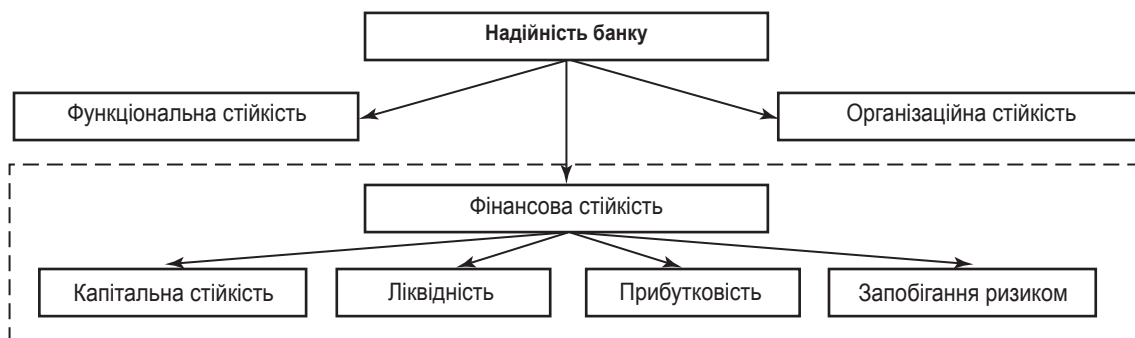 Надійність банку
Функціональна стійкість
Організаційна стійкість
Фінансова стійкість
Капітальна стійкість
Ліквідність
Прибутковість
Запобігання ризиком